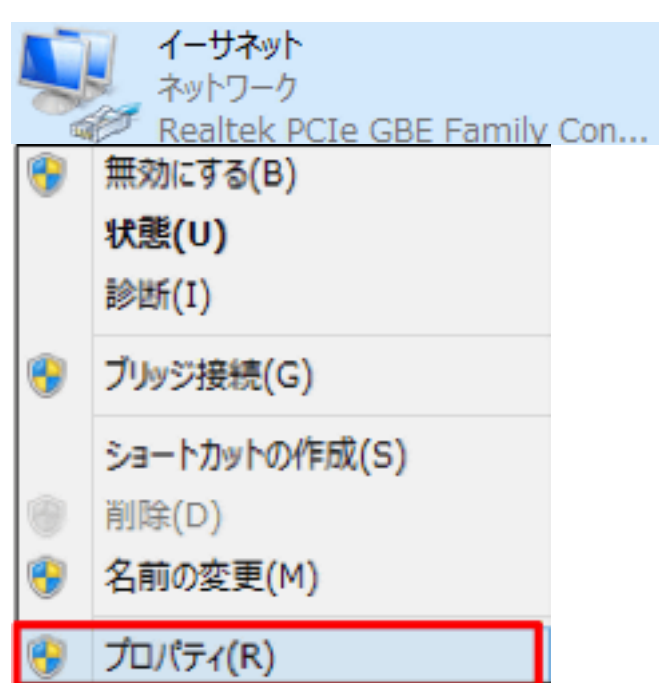 イーサネット
ネットワーク
Realtek PCIe GBE Family Con...
無効にする(B)
状態(U)
診断(I)
ブリッジ接続(G)
ショートカットの作成(S)
削除(D)
名前の変更(M)
プロパティ(R)